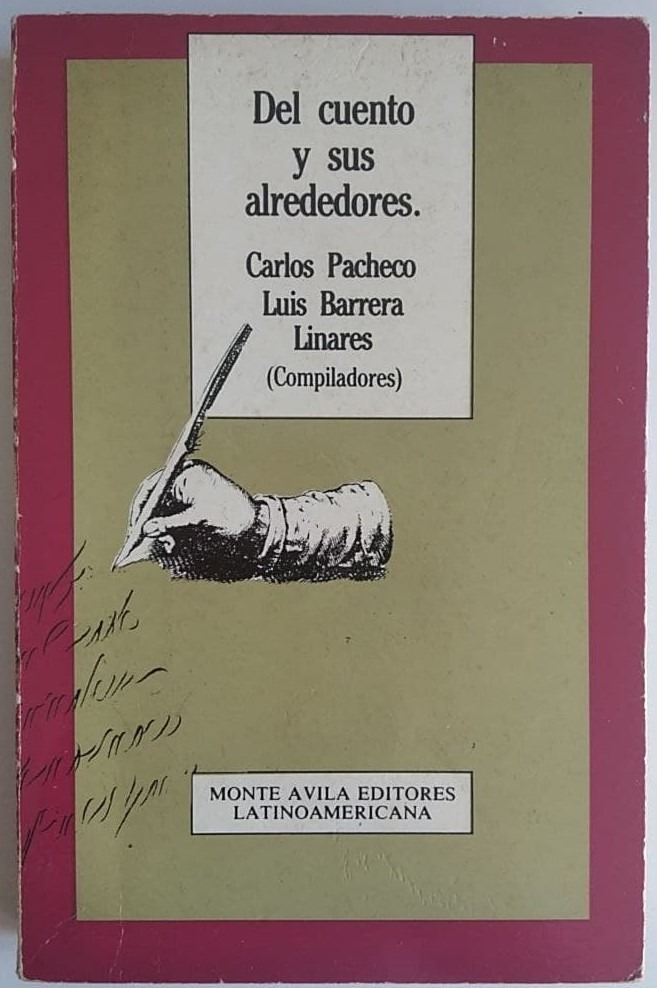 Del cuento
y sus
alrededores.
Carlos Pacheco
Luis Barrera
Linares
(Compiladores)
MONTE AVILA EDITORES
LATINOAMERICANA